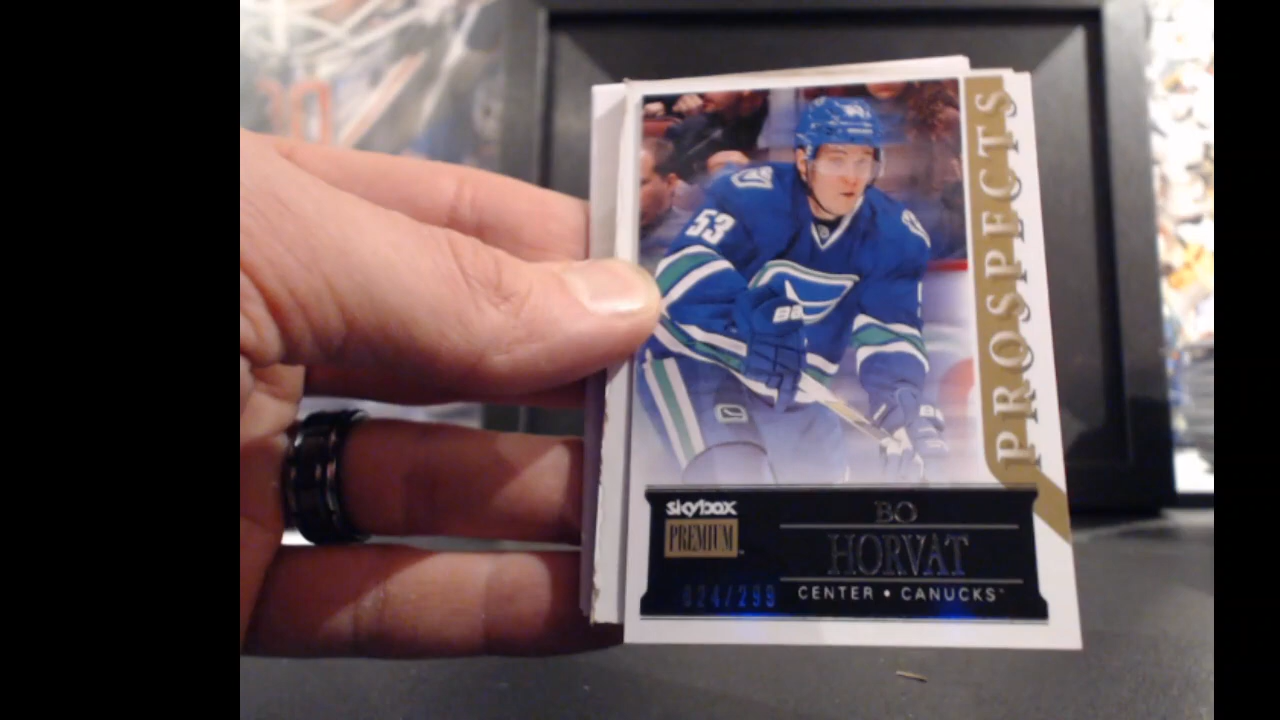 53
PROSPECTS
skybox
PREMIUM
BO
HORVAT
CENTER • CANUCKS
024/299